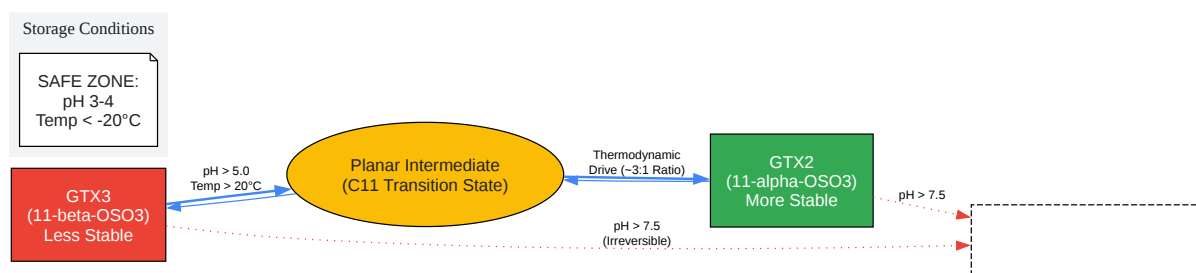 Storage Conditions
SAFE ZONE:
pH 3-4
Temp < -20°C
GTX3
(11-beta-OSO3)
Less Stable
pH > 5.0
Temp > 20°C
Planar Intermediate
(C11 Transition State)
Thermodynamic
Drive (~3:1 Ratio)
GTX2
(11-alpha-OSO3)
More Stable
pH > 7.5
pH > 7.5
(Irreversible)